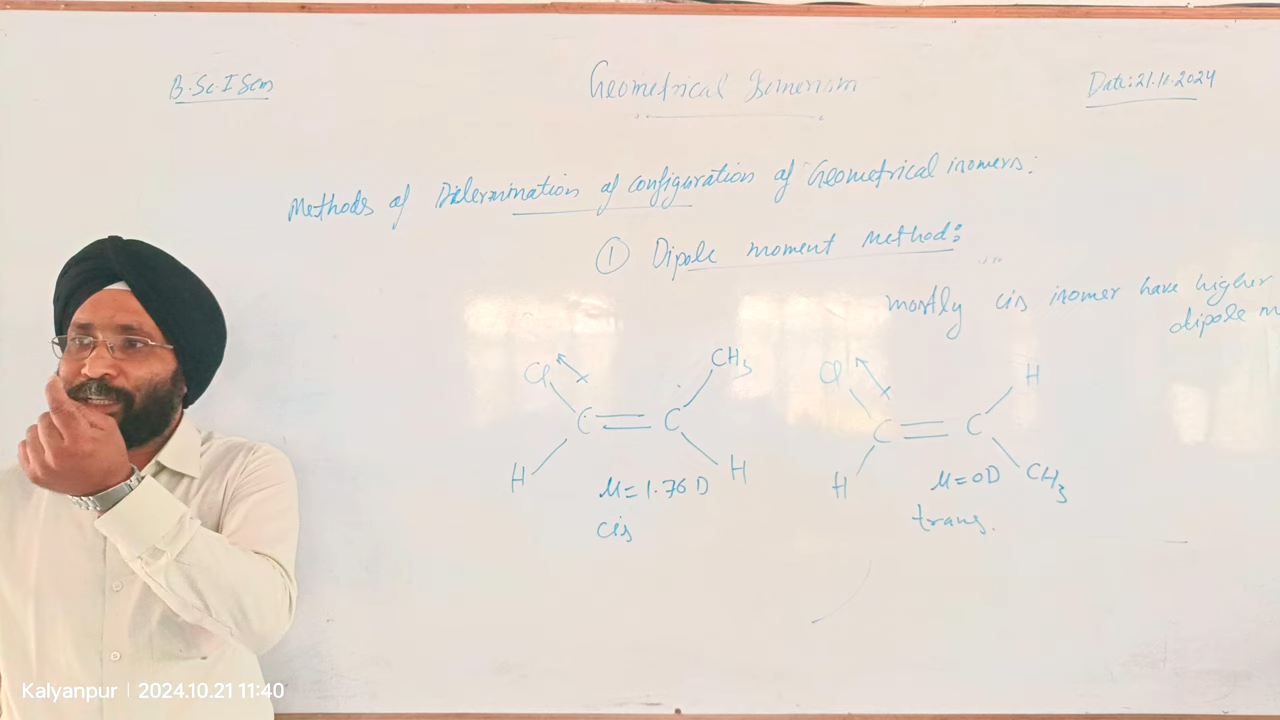 B.Sc. I Sem
Geometrical Isomerism
Date: 21.10.2024
Methods of Determination of configuration of Geometrical isomers:
① Dipole moment Method:
mostly cis isomer have higher
dipole m
Cl CH3
C = C
H H
μ = 1.76 D
cis
Cl H
C = C
H CH3
μ = 0D
trans.
Kalyanpur | 2024.10.21 11:40